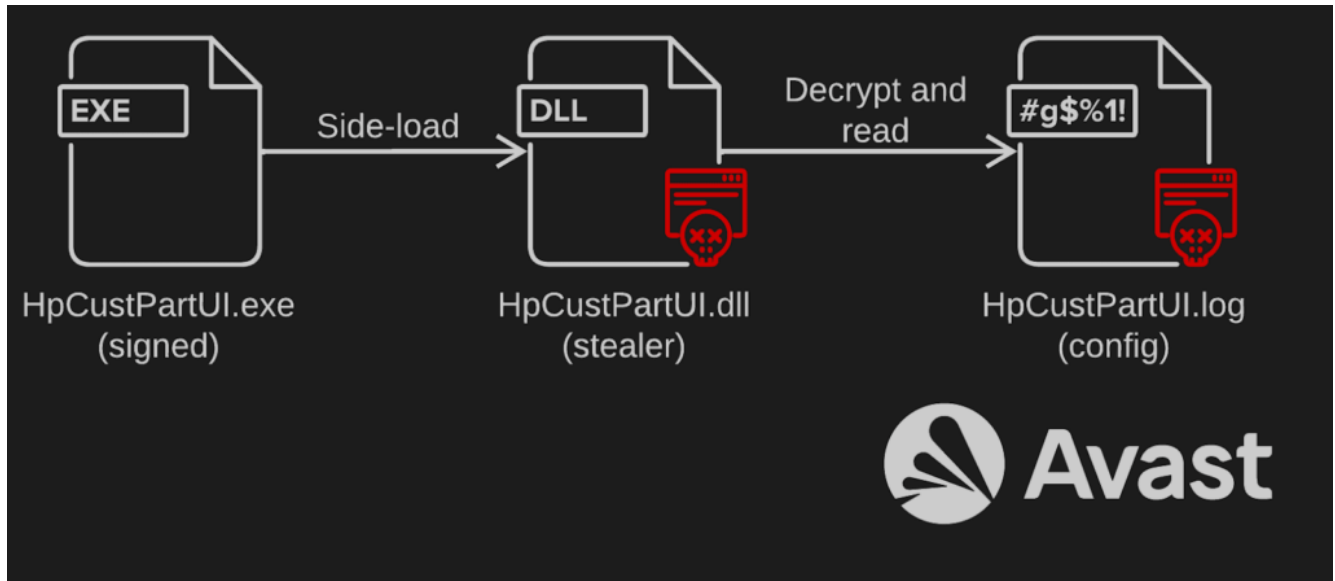 EXE
Side-load
DLL
Decrypt and
read
#g$%1!
HpCustPartUI.exe
(signed)
HpCustPartUI.dll
(stealer)
HpCustPartUI.log
(config)
Avast